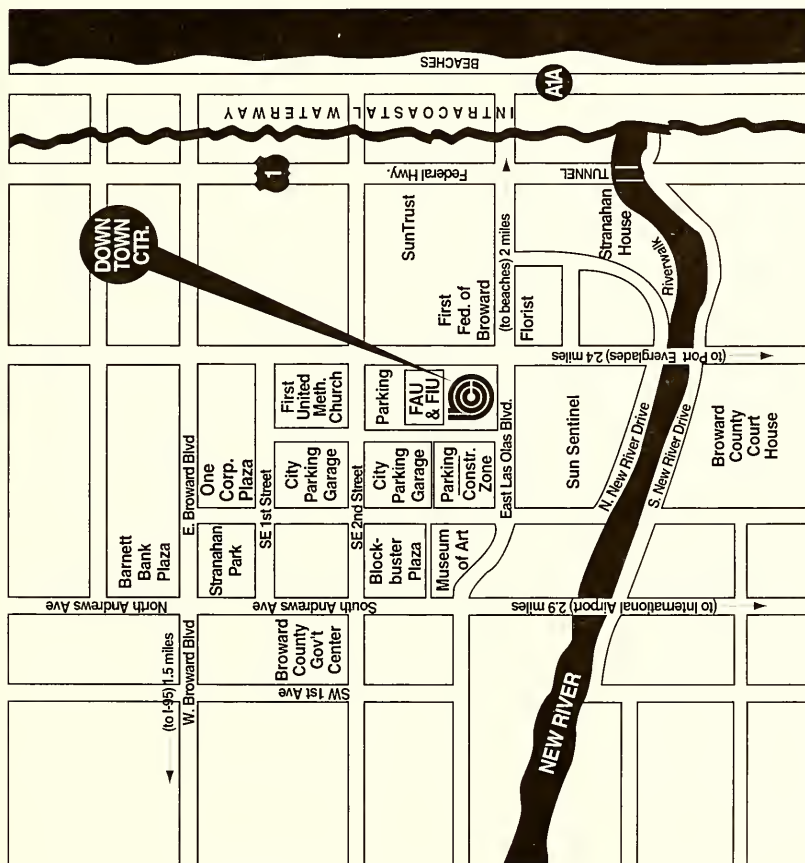 BEACHES
A1A
INTRACOASTAL WATERWAY
1
Federal Hwy.
TUNNEL
DOWN
TOWN
CTR.
SunTrust
Stranahan
House
Riverwalk
First
Fed. of
Broward
(to beaches) 2 miles
Florist
(to Port Everglades) 2.4 miles
First
United
Meth.
Church
Parking
FAU
& FIU
East Las Olas Blvd.
E. Broward Blvd
One
Corp.
Plaza
SE 1st Street
City
Parking
Garage
SE 2nd Street
City
Parking
Garage
Parking
Constr.
Zone
Sun Sentinel
N. New River Drive
S. New River Drive
Broward
County
Court
House
Barnett
Bank
Plaza
Stranahan
Park
Block-
buster
Plaza
Museum
of Art
North Andrews Ave
South Andrews Ave
(to International Airport) 2.9 miles
(to I-95) 1.5 miles
W. Broward Blvd
Broward
County
Gov't
Center
SW 1st Ave
NEW RIVER